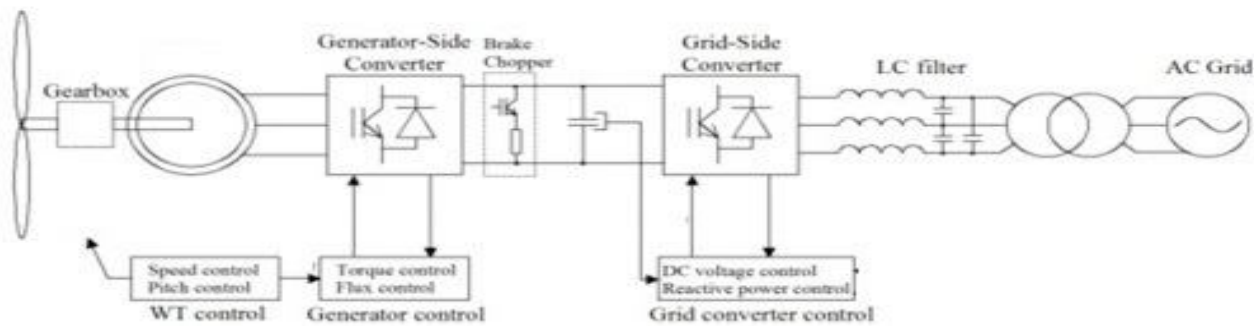 Generator-Side
Converter
Brake
Chopper
Grid-Side
Converter
LC filter
AC Grid
Gearbox
Speed control
Pitch control
WT control
Torque control
Flux control
Generator control
DC voltage control
Reactive power control
Grid converter control